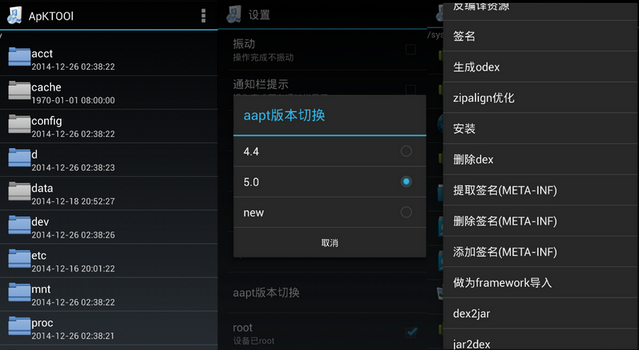 ApKTOOl
/
acct
2014-12-26 02:38:22
cache
1970-01-01 08:00:00
config
2014-12-26 02:38:22
d
2014-12-26 02:38:23
data
2014-12-18 20:52:27
dev
2014-12-26 02:38:26
etc
2014-12-16 20:01:22
mnt
2014-12-26 02:38:22
proc
2014-12-26 02:38:21
设置
振动
操作完成不振动
通知栏提示
aapt版本切换
4.4
5.0
new
取消
aapt版本切换
root
设备已root
反编译资源
签名
生成odex
zipalign优化
安装
删除dex
提取签名(META-INF)
删除签名(META-INF)
添加签名(META-INF)
做为framework导入
dex2jar
jar2dex